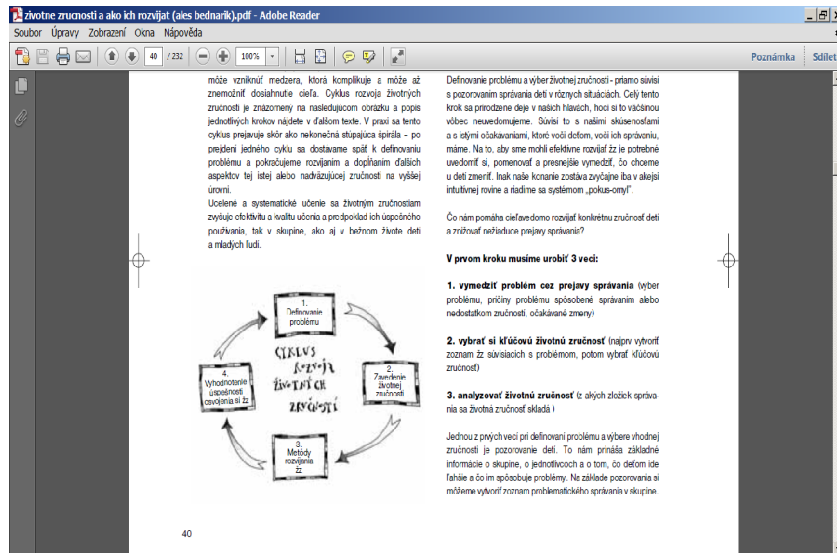 zivotne zrucnosti a ako ich rozvijat (ales bednarik).pdf - Adobe Reader
Soubor Úpravy Zobrazení Okna Nápověda
40 / 232 100% Poznámka Sdílet
môže vzniknúť medzera, ktorá komplikuje a môže až
znemožniť dosiahnutie cieľa. Cyklus rozvoja životných
zručností je znázornený na nasledujúcom obrázku a popis
jednotlivých krokov nájdete v ďalšom texte. V praxi sa tento
cyklus prejavuje skôr ako nekonečná stúpajúca špirála – po
prejdení jedného cyklu sa dostávame späť k definovaniu
problému a pokračujeme rozvíjaním a dopĺňaním ďalších
aspektov tej istej alebo nadväzujúcej zručnosti na vyššej
úrovni.
Ucelené a systematické učenie sa životným zručnostiam
zvyšuje efektivitu a kvalitu učenia a predpoklad ich úspešného
používania, tak v skupine, ako aj v bežnom živote detí
a mladých ľudí.
1.
Definovanie
problému
2.
Zavedenie
životnej
zručnosti
3.
Metódy
rozvíjania
žz
4.
Vyhodnotenie
úspešnosti
osvojenia si žz
CYKLUS
ROZVOJA
ŽIVOTNÝCH
ZRUČNOSTÍ
40
Definovanie problému a výber životnej zručnosti - priamo súvisí
s pozorovaním správania detí v rôznych situáciách. Celý tento
krok sa prirodzene deje v našich hlavách, hoci si to väčšinou
vôbec neuvedomujeme. Súvisí to s našimi skúsenosťami
a s istými očakávaniami, ktoré voči deťom, voči ich správaniu,
máme. Na to, aby sme mohli efektívne rozvíjať žz je potrebné
uvedomiť si, pomenovať a presnejšie vymedziť, čo chceme
u detí zmeniť. Inak naše konanie zostáva zvyčajne iba v akejsi
intuitívnej rovine a riadime sa systémom „pokus-omyl".
Čo nám pomáha cieľavedomo rozvíjať konkrétnu zručnosť detí
a znižovať nežiaduce prejavy správania?
V prvom kroku musíme urobiť 3 veci:
1. vymedziť problém cez prejavy správania (výber
problému, príčiny problému spôsobené správaním alebo
nedostatkom zručností, očakávané zmeny)
2. vybrať si kľúčovú životnú zručnosť (najprv vytvoriť
zoznam žz súvisiacich s problémom, potom vybrať kľúčovú
zručnosť)
3. analyzovať životnú zručnosť (z akých zložiek správa-
nia sa životná zručnosť skladá )
Jednou z prvých vecí pri definovaní problému a výbere vhodnej
zručnosti je pozorovanie detí. To nám prináša základné
informácie o skupine, o jednotlivcoch a o tom, čo deťom ide
ľahšie a čo im spôsobuje problémy. Na základe pozorovania si
môžeme vytvoriť zoznam problematického správania v skupine.